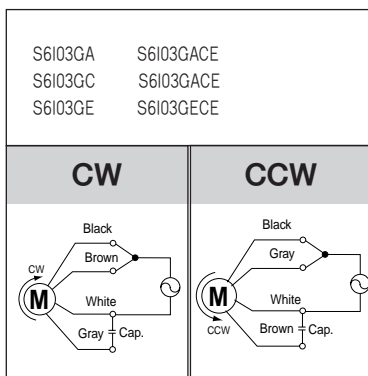 S6I03GA S6I03GACE
S6I03GC S6I03GACE
S6I03GE S6I03GECE
CW CCW
Black
Brown
CW
M
White
Gray Cap.
Black
Gray
M
White
CCW
Brown Cap.